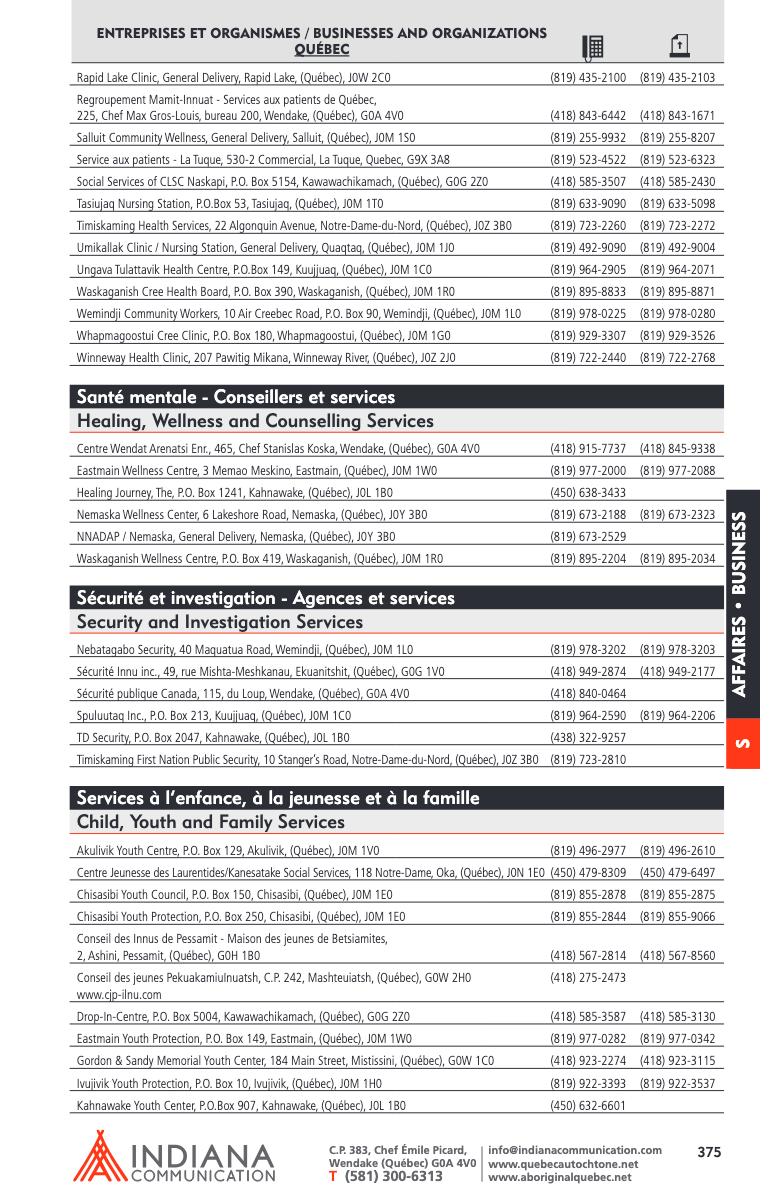 ENTREPRISES ET ORGANISMES / BUSINESSES AND ORGANIZATIONS
QUÉBEC
Rapid Lake Clinic, General Delivery, Rapid Lake, (Québec), J0W 2C0 (819) 435-2100 (819) 435-2103
Regroupement Mamit-Innuat - Services aux patients de Québec,
225, Chef Max Gros-Louis, bureau 200, Wendake, (Québec), G0A 4V0 (418) 843-6442 (418) 843-1671
Salluit Community Wellness, General Delivery, Salluit, (Québec), J0M 1S0 (819) 255-9932 (819) 255-8207
Service aux patients - La Tuque, 530-2 Commercial, La Tuque, Quebec, G9X 3A8 (819) 523-4522 (819) 523-6323
Social Services of CLSC Naskapi, P.O. Box 5154, Kawawachikamach, (Québec), G0G 2Z0 (418) 585-3507 (418) 585-2430
Tasiujaq Nursing Station, P.O.Box 53, Tasiujaq, (Québec), J0M 1T0 (819) 633-9090 (819) 633-5098
Timiskaming Health Services, 22 Algonquin Avenue, Notre-Dame-du-Nord, (Québec), J0Z 3B0 (819) 723-2260 (819) 723-2272
Umikallak Clinic / Nursing Station, General Delivery, Quaqtaq, (Québec), J0M 1J0 (819) 492-9090 (819) 492-9004
Ungava Tulattavik Health Centre, P.O.Box 149, Kuujjuaq, (Québec), J0M 1C0 (819) 964-2905 (819) 964-2071
Waskaganish Cree Health Board, P.O. Box 390, Waskaganish, (Québec), J0M 1R0 (819) 895-8833 (819) 895-8871
Wemindji Community Workers, 10 Air Creebec Road, P.O. Box 90, Wemindji, (Québec), J0M 1L0 (819) 978-0225 (819) 978-0280
Whapmagoostui Cree Clinic, P.O. Box 180, Whapmagoostui, (Québec), J0M 1G0 (819) 929-3307 (819) 929-3526
Winneway Health Clinic, 207 Pawitig Mikana, Winneway River, (Québec), J0Z 2J0 (819) 722-2440 (819) 722-2768
Santé mentale - Conseillers et services
Healing, Wellness and Counselling Services
Centre Wendat Arenatsi Enr., 465, Chef Stanislas Koska, Wendake, (Québec), G0A 4V0 (418) 915-7737 (418) 845-9338
Eastmain Wellness Centre, 3 Memao Meskino, Eastmain, (Québec), J0M 1W0 (819) 977-2000 (819) 977-2088
Healing Journey, The, P.O. Box 1241, Kahnawake, (Québec), J0L 1B0 (450) 638-3433
Nemaska Wellness Center, 6 Lakeshore Road, Nemaska, (Québec), J0Y 3B0 (819) 673-2188 (819) 673-2323
NNADAP / Nemaska, General Delivery, Nemaska, (Québec), J0Y 3B0 (819) 673-2529
Waskaganish Wellness Centre, P.O. Box 419, Waskaganish, (Québec), J0M 1R0 (819) 895-2204 (819) 895-2034
Sécurité et investigation - Agences et services
Security and Investigation Services
Nebatagabo Security, 40 Maquatua Road, Wemindji, (Québec), J0M 1L0 (819) 978-3202 (819) 978-3203
Sécurité Innu inc., 49, rue Mishta-Meshkanau, Ekuanitshit, (Québec), G0G 1V0 (418) 949-2874 (418) 949-2177
Sécurité publique Canada, 115, du Loup, Wendake, (Québec), G0A 4V0 (418) 840-0464
Spuluutaq Inc., P.O. Box 213, Kuujjuaq, (Québec), J0M 1C0 (819) 964-2590 (819) 964-2206
TD Security, P.O. Box 2047, Kahnawake, (Québec), J0L 1B0 (438) 322-9257
Timiskaming First Nation Public Security, 10 Stanger's Road, Notre-Dame-du-Nord, (Québec), J0Z 3B0 (819) 723-2810
Services à l'enfance, à la jeunesse et à la famille
Child, Youth and Family Services
Akulivik Youth Centre, P.O. Box 129, Akulivik, (Québec), J0M 1V0 (819) 496-2977 (819) 496-2610
Centre Jeunesse des Laurentides/Kanesatake Social Services, 118 Notre-Dame, Oka, (Québec), J0N 1E0 (450) 479-8309 (450) 479-6497
Chisasibi Youth Council, P.O. Box 150, Chisasibi, (Québec), J0M 1E0 (819) 855-2878 (819) 855-2875
Chisasibi Youth Protection, P.O. Box 250, Chisasibi, (Québec), J0M 1E0 (819) 855-2844 (819) 855-9066
Conseil des Innus de Pessamit - Maison des jeunes de Betsiamites,
2, Ashini, Pessamit, (Québec), G0H 1B0 (418) 567-2814 (418) 567-8560
Conseil des jeunes PekuakamiuInuatsh, C.P. 242, Mashteuiatsh, (Québec), G0W 2H0 (418) 275-2473
www.cjp-ilnu.com
Drop-In-Centre, P.O. Box 5004, Kawawachikamach, (Québec), G0G 2Z0 (418) 585-3587 (418) 585-3130
Eastmain Youth Protection, P.O. Box 149, Eastmain, (Québec), J0M 1W0 (819) 977-0282 (819) 977-0342
Gordon & Sandy Memorial Youth Center, 184 Main Street, Mistissini, (Québec), G0W 1C0 (418) 923-2274 (418) 923-3115
Ivujivik Youth Protection, P.O. Box 10, Ivujivik, (Québec), J0M 1H0 (819) 922-3393 (819) 922-3537
Kahnawake Youth Center, P.O.Box 907, Kahnawake, (Québec), J0L 1B0 (450) 632-6601
AFFAIRES • BUSINESS
S
INDIANA
COMMUNICATION
C.P. 383, Chef Émile Picard,
Wendake (Québec) G0A 4V0
T (581) 300-6313
info@indianacommunication.com
www.quebecautochtone.net
www.aboriginalquebec.net
375